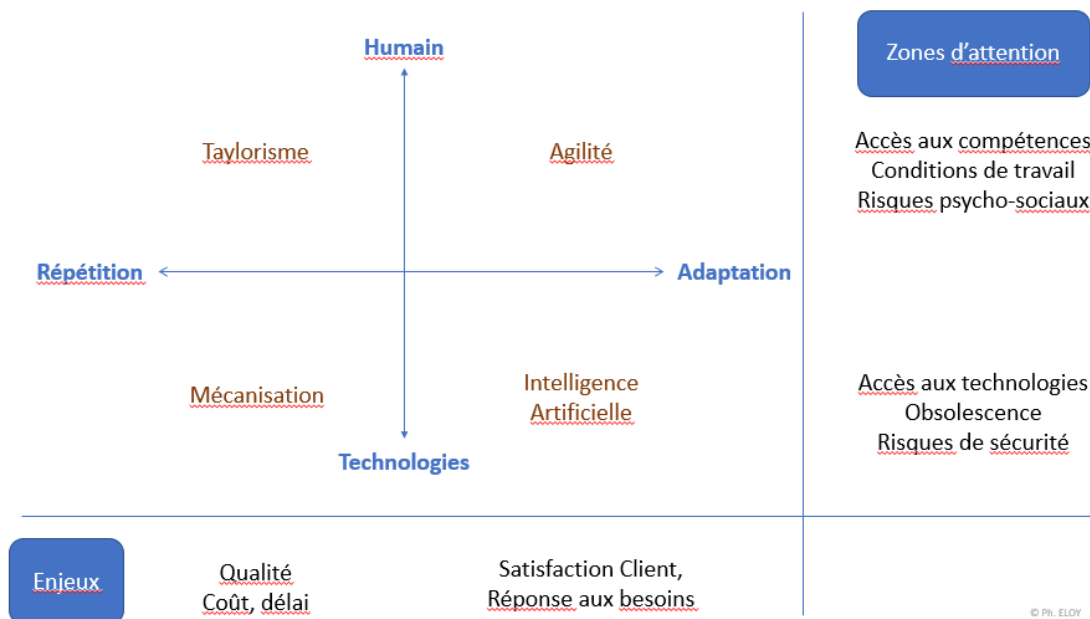 Humain
Zones d'attention
Taylorisme
Agilité
Accès aux compétences
Conditions de travail
Risques psycho-sociaux
Répétition
Adaptation
Mécanisation
Intelligence
Artificielle
Accès aux technologies
Obsolescence
Risques de sécurité
Technologies
Enjeux
Qualité
Coût, délai
Satisfaction Client,
Réponse aux besoins
© Ph. ELOY